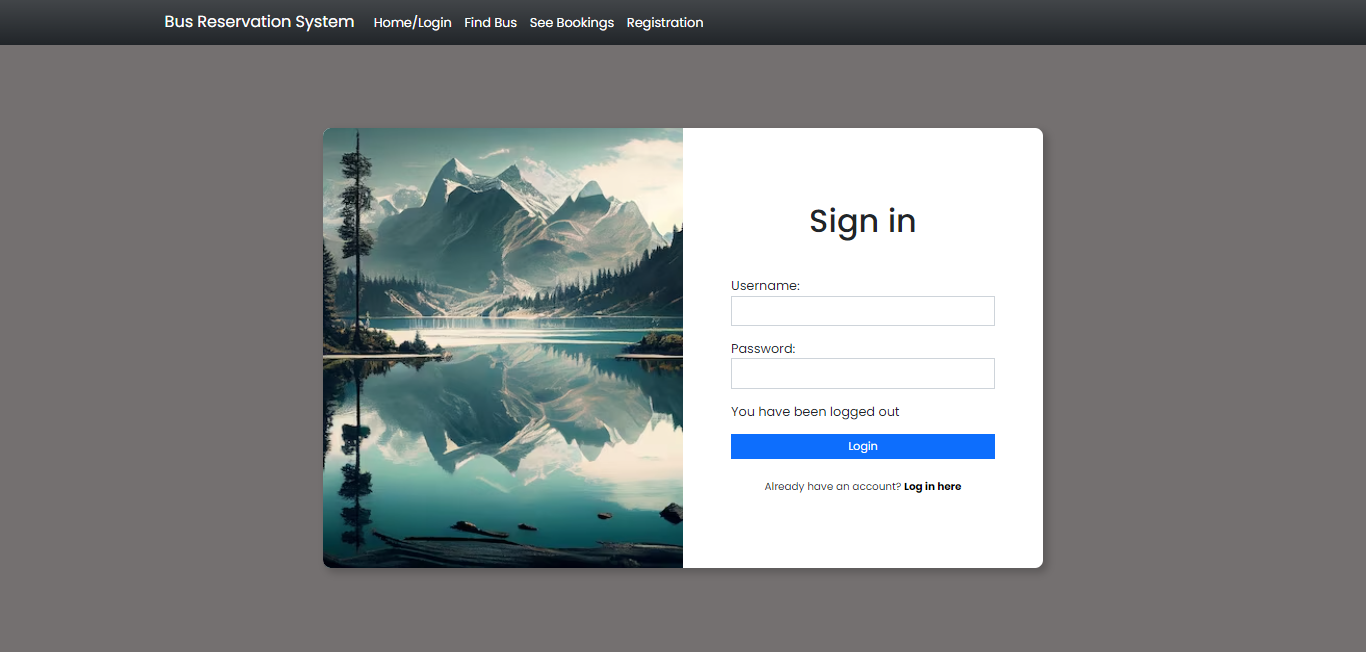 Bus Reservation System Home/Login Find Bus See Bookings Registration
Sign in
Username:
Password:
You have been logged out
Login
Already have an account? Log in here